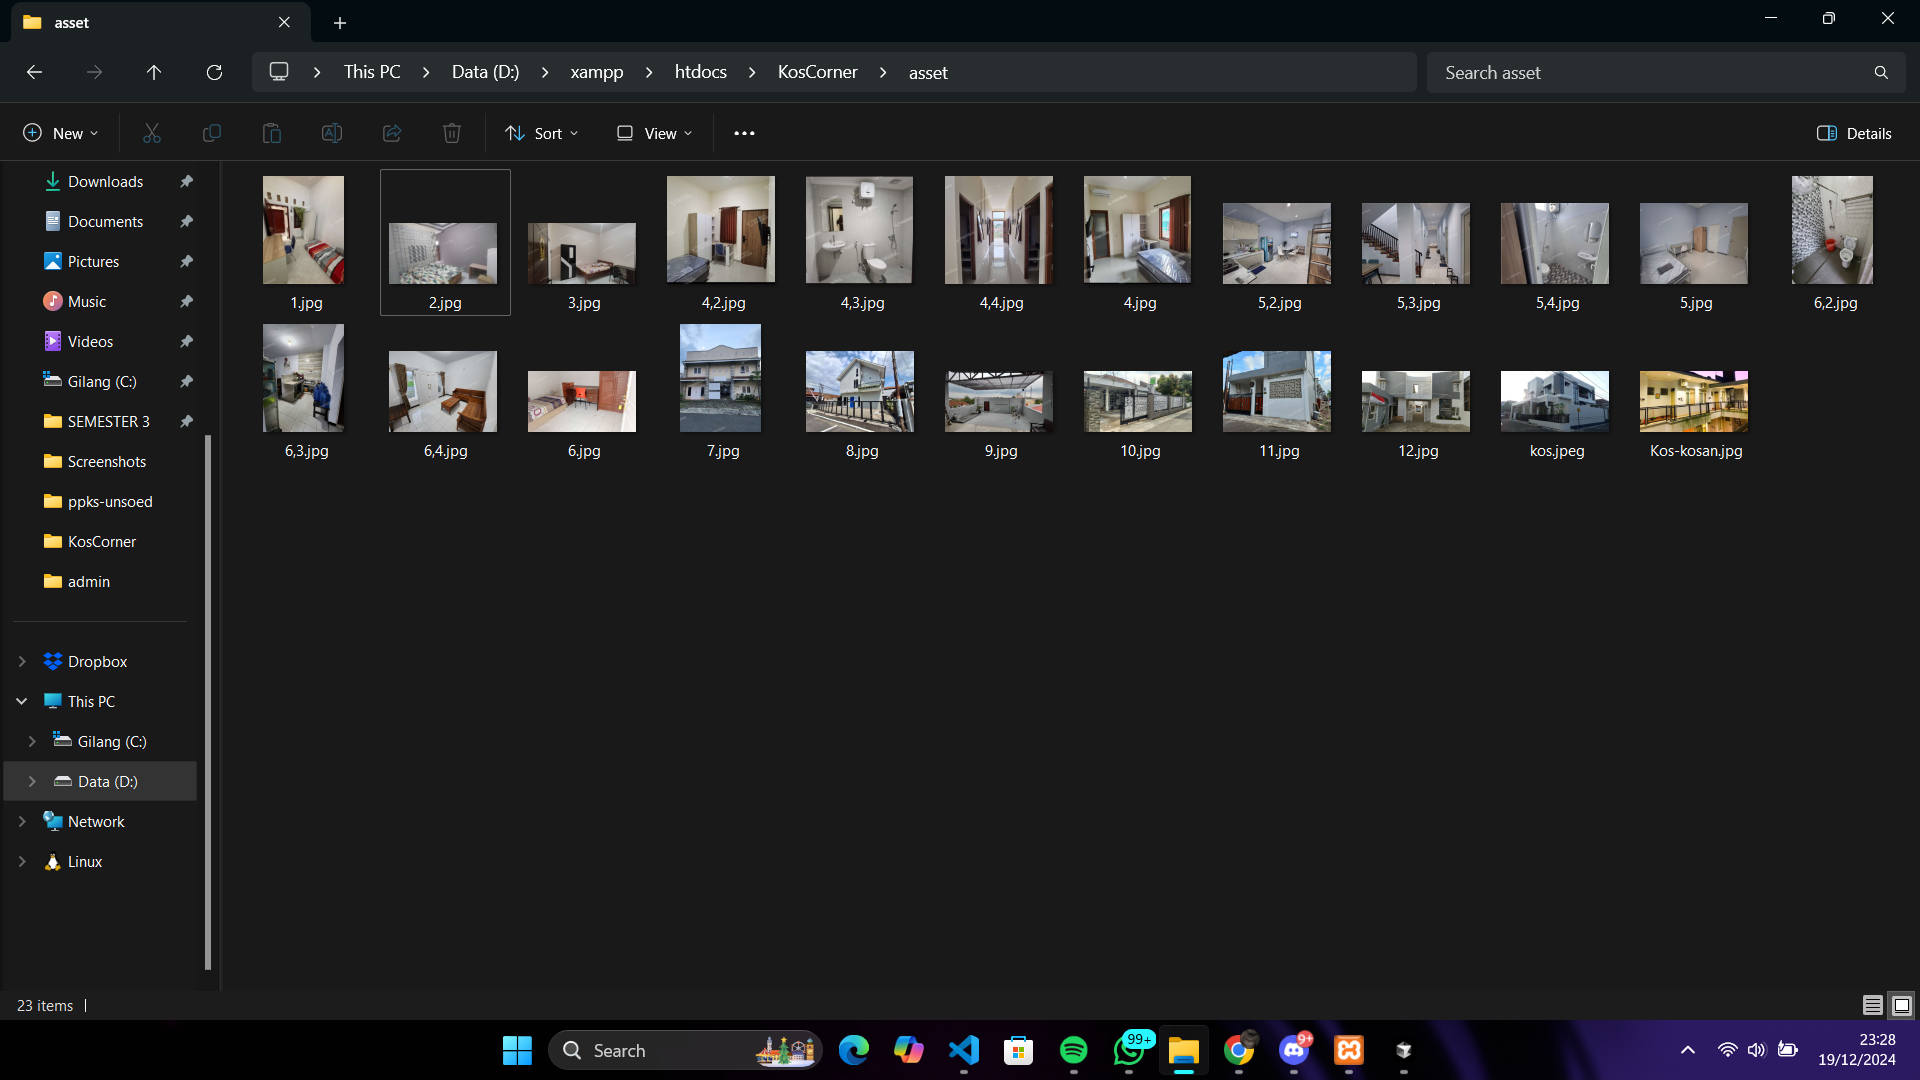 asset
This PC
Data (D:)
xampp
htdocs
KosCorner
asset
Search asset
New
Sort
View
Details
Downloads
Documents
Pictures
Music
Videos
Gilang (C:)
SEMESTER 3
Screenshots
ppks-unsoed
KosCorner
admin
Dropbox
This PC
Gilang (C:)
Data (D:)
Network
Linux
1.jpg
2.jpg
3.jpg
4,2.jpg
4,3.jpg
4,4.jpg
4.jpg
5,2.jpg
5,3.jpg
5,4.jpg
5.jpg
6,2.jpg
6,3.jpg
6,4.jpg
6.jpg
7.jpg
8.jpg
9.jpg
10.jpg
11.jpg
12.jpg
kos.jpeg
Kos-kosan.jpg
23 items
Search
99+
9+
23:28
19/12/2024